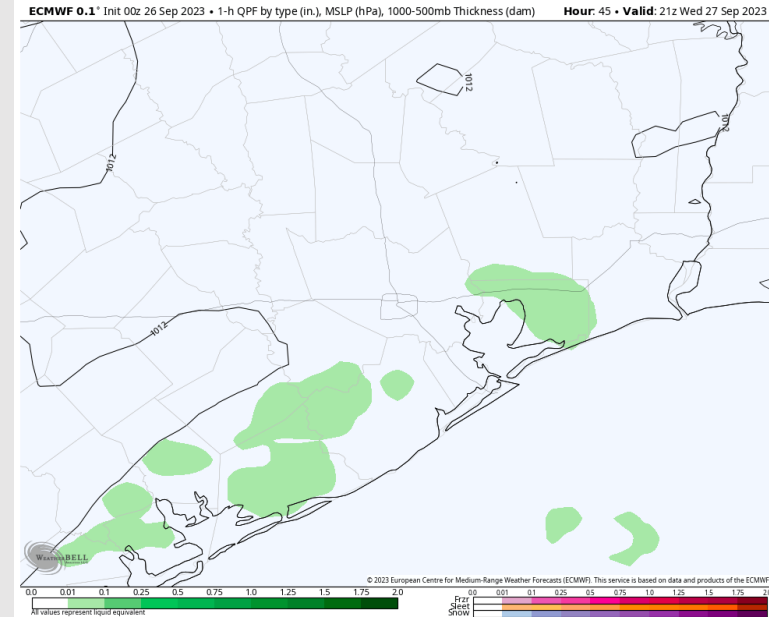 ECMWF 0.1° Init 00z 26 Sep 2023 • 1-h QPF by type (in.), MSLP (hPa), 1000-500mb Thickness (dam) Hour: 45 • Valid: 21z Wed 27 Sep 2023
1012
1012
1012
1012
WEATHERBELL
© 2023 European Centre for Medium-Range Weather Forecasts (ECMWF). This service is based on data and products of the ECMWF
0.0 0.01 0.1 0.25 0.5 0.75 1.0 1.25 1.5 1.75 2.0
All values represent liquid equivalent
0.0 0.01 0.1 0.25 0.5 0.75 1.0 1.25 1.5 1.75 2.0
Frzr
Sleet
Snow